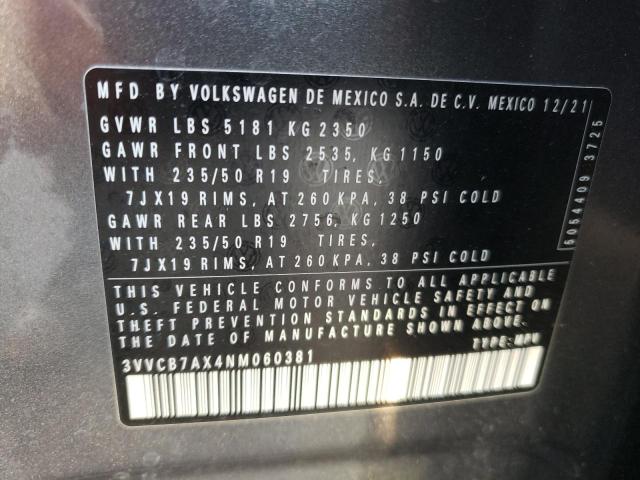 MFD BY VOLKSWAGEN DE MEXICO S.A. DE C.V. MEXICO 12/21
GVWR LBS 5181 KG 2350
GAWR FRONT LBS 2535, KG 1150
WITH 235/50 R19 TIRES,
7JX19 RIMS, AT 260 KPA, 38 PSI COLD
GAWR REAR LBS 2756, KG 1250
WITH 235/50 R19 TIRES,
7JX19 RIMS, AT 260 KPA, 38 PSI COLD
5054409 3725
THIS VEHICLE CONFORMS TO ALL APPLICABLE
U.S. FEDERAL MOTOR VEHICLE SAFETY AND
THEFT PREVENTION STANDARDS IN EFFECT ON
THE DATE OF MANUFACTURE SHOWN ABOVE.
3VVCB7AX4NM060381 TYPE: MPV